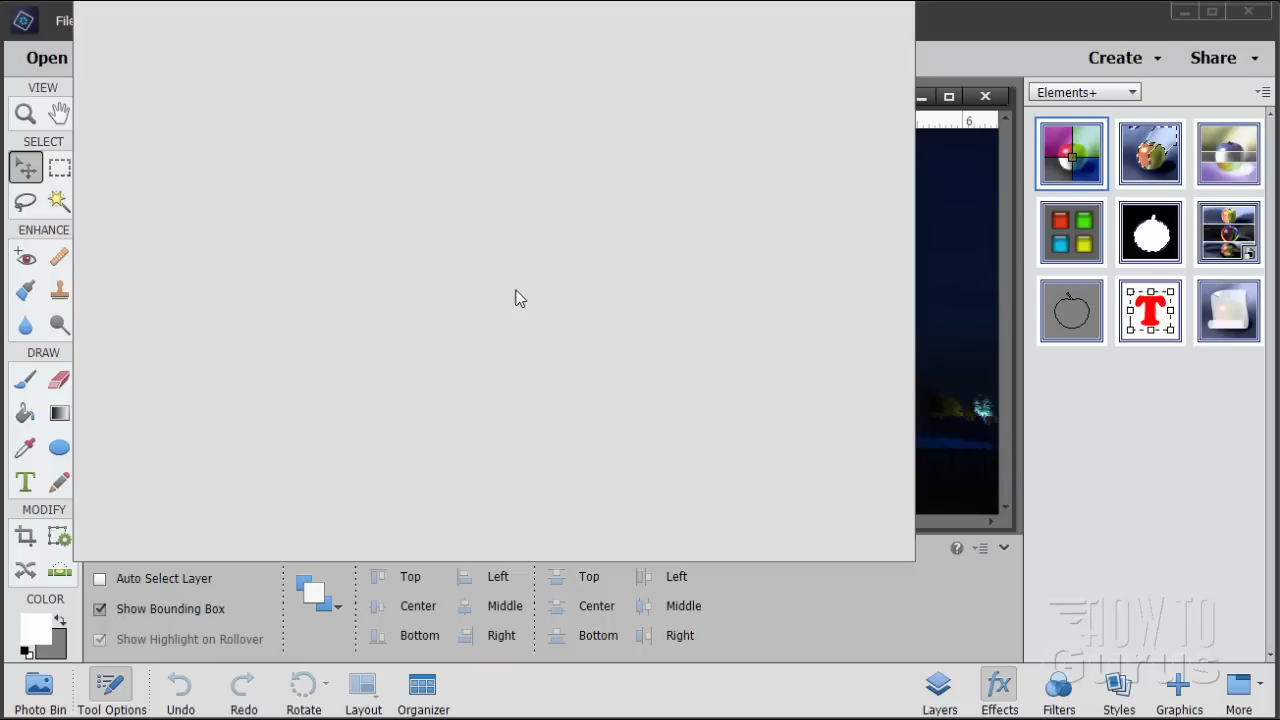 File
Open
Create
Share
VIEW
Elements+
6
SELECT
ENHANCE
DRAW
T
T
MODIFY
COLOR
Auto Select Layer
Show Bounding Box
Show Highlight on Rollover
Top
Left
Top
Left
Center
Middle
Center
Middle
Bottom
Right
Bottom
Right
HOW TO
Gurus
Photo Bin
Tool Options
Undo
Redo
Rotate
Layout
Organizer
Layers
fx
Effects
Filters
Styles
Graphics
More